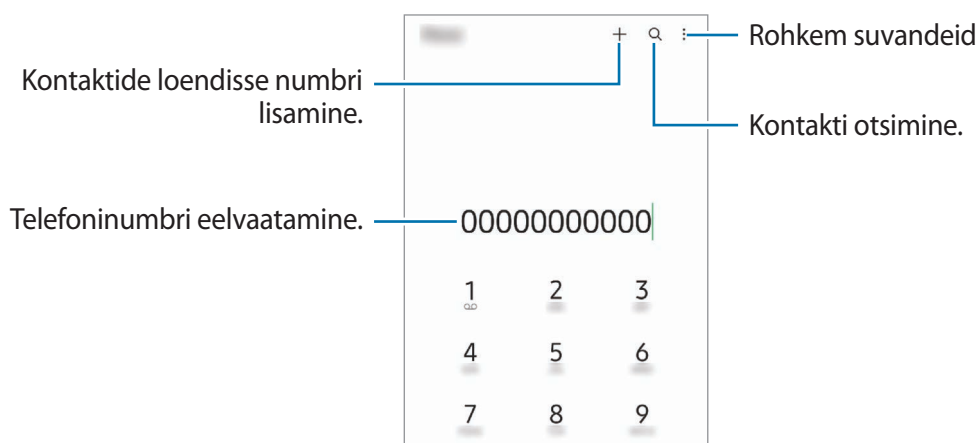 Rohkem suvandeid
Kontaktide loendisse numbri
lisamine.
Kontakti otsimine.
Telefoninumbri eelvaatamine.
00000000000
1 2 3
4 5 6
7 8 9